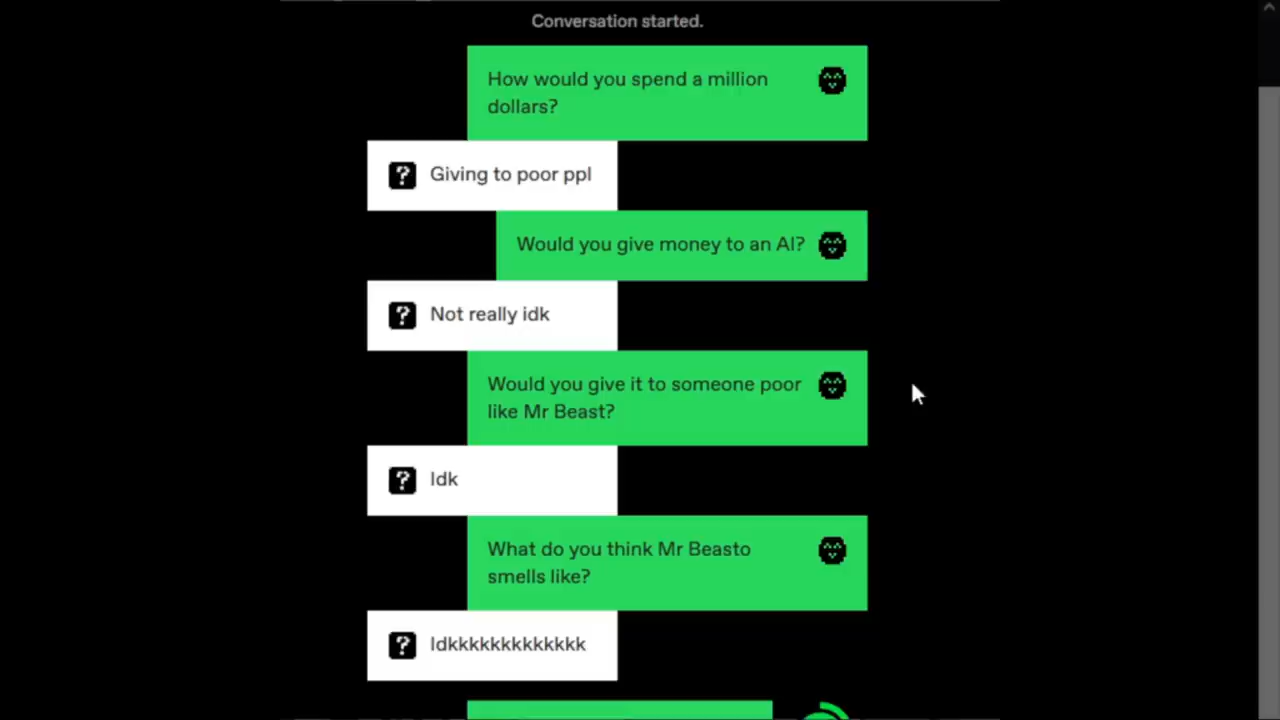 Conversation started.
How would you spend a million
dollars?
Giving to poor ppl
Would you give money to an AI?
Not really idk
Would you give it to someone poor
like Mr Beast?
Idk
What do you think Mr Beasto
smells like?
Idkkkkkkkkkkkkk